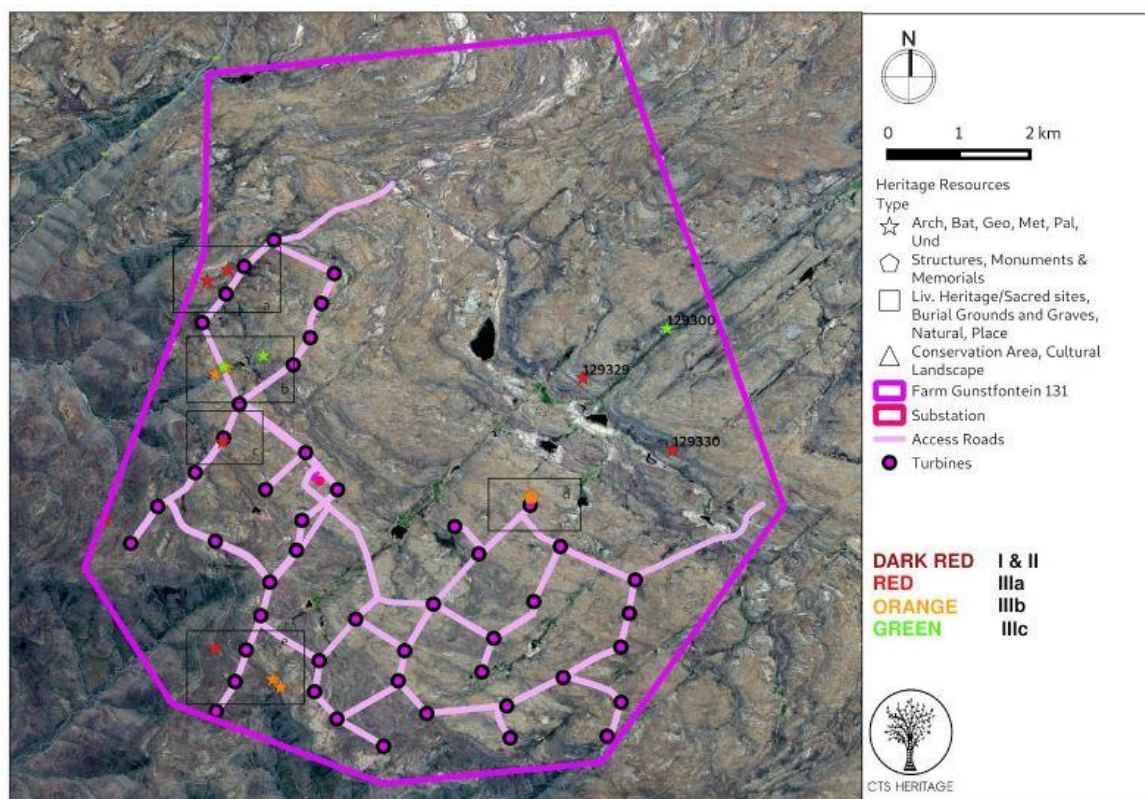 N
0 1 2 km
Heritage Resources
Type
Arch, Bat, Geo, Met, Pal,
Und
Structures, Monuments &
Memorials
Liv. Heritage/Sacred sites,
Burial Grounds and Graves,
Natural, Place
Conservation Area, Cultural
Landscape
Farm Gunstfontein 131
Substation
Access Roads
Turbines
DARK RED I & II
RED IIIa
ORANGE IIIb
GREEN IIIc
CTS HERITAGE
129300
129329
129330
a
b
c
d
e